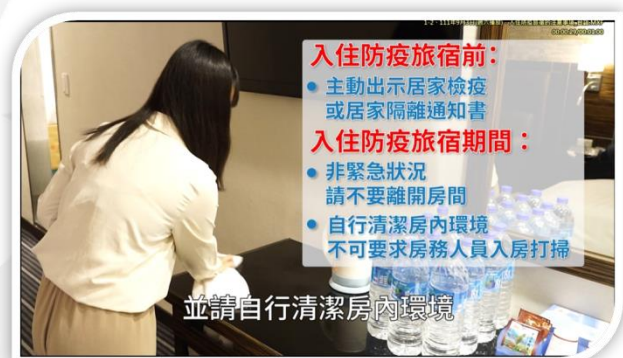 入住防疫旅宿前：
• 主動出示居家檢疫
或居家隔離通知書
入住防疫旅宿期間：
• 非緊急狀況
請不要離開房間
• 自行清潔房內環境
不可要求房務人員入房打掃
並請自行清潔房內環境